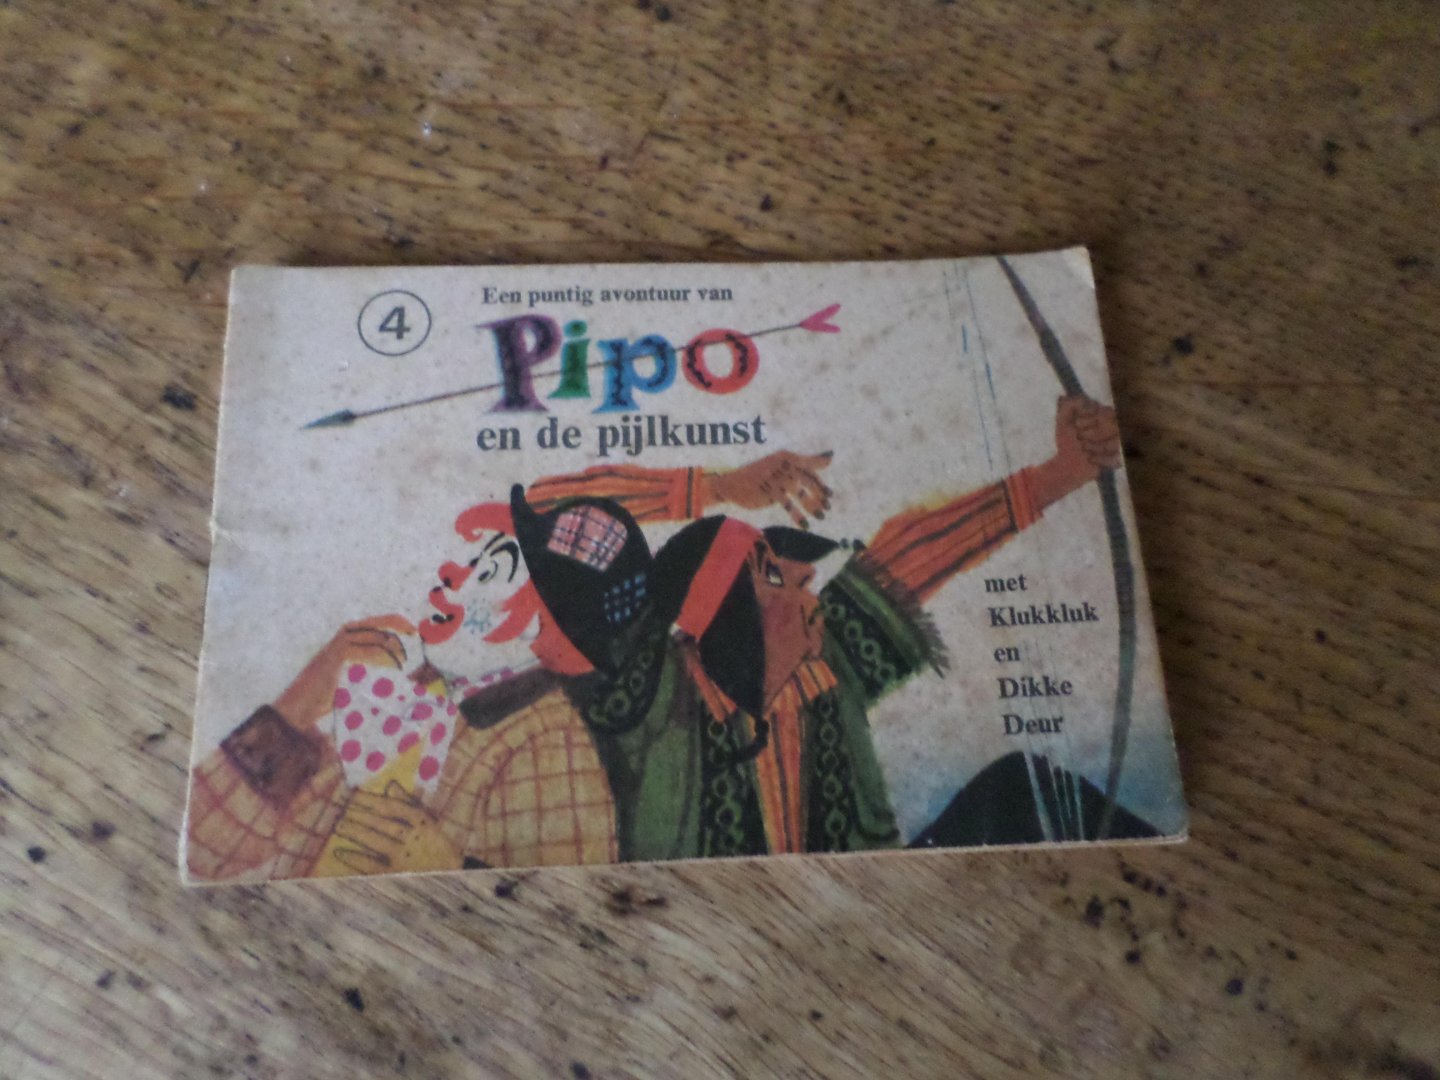 4
Een puntig avontuur van
Pipo
en de pijlkunst
met
Klukkluk
en
Dikke
Deur